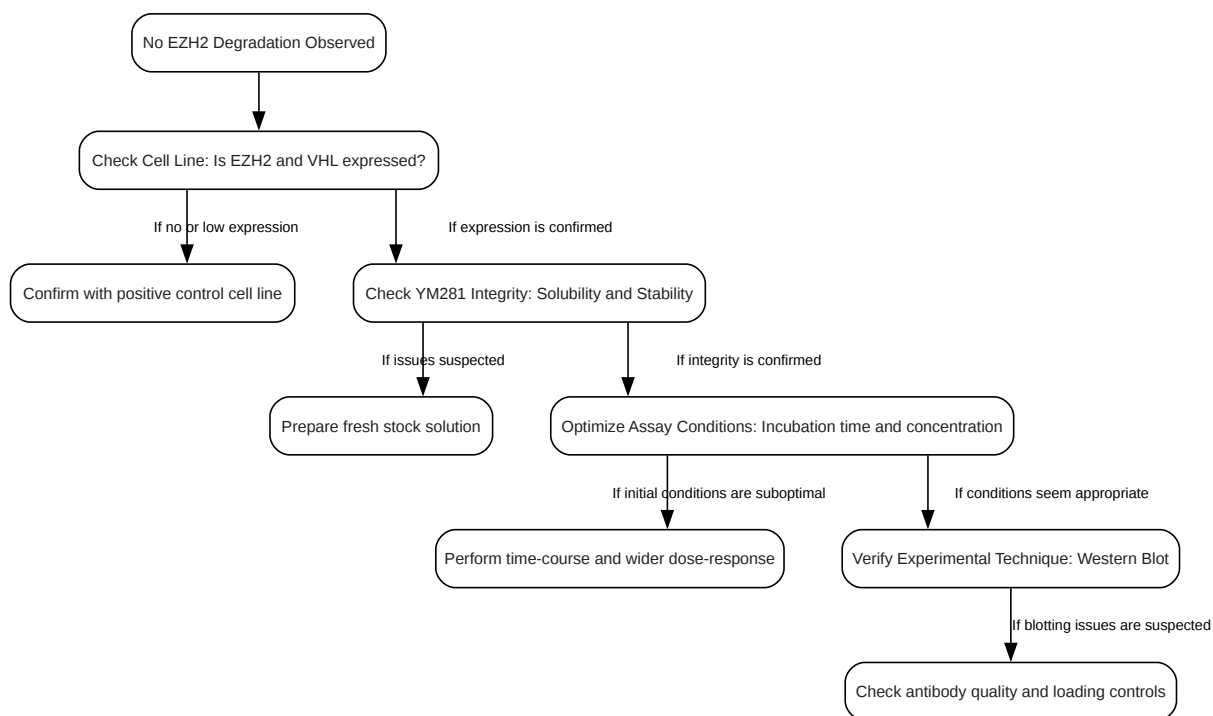 No EZH2 Degradation Observed
Check Cell Line: Is EZH2 and VHL expressed?
If no or low expression
If expression is confirmed
Confirm with positive control cell line
Check YM281 Integrity: Solubility and Stability
If issues suspected
If integrity is confirmed
Prepare fresh stock solution
Optimize Assay Conditions: Incubation time and concentration
If initial conditions are suboptimal
If conditions seem appropriate
Perform time-course and wider dose-response
Verify Experimental Technique: Western Blot
If blotting issues are suspected
Check antibody quality and loading controls